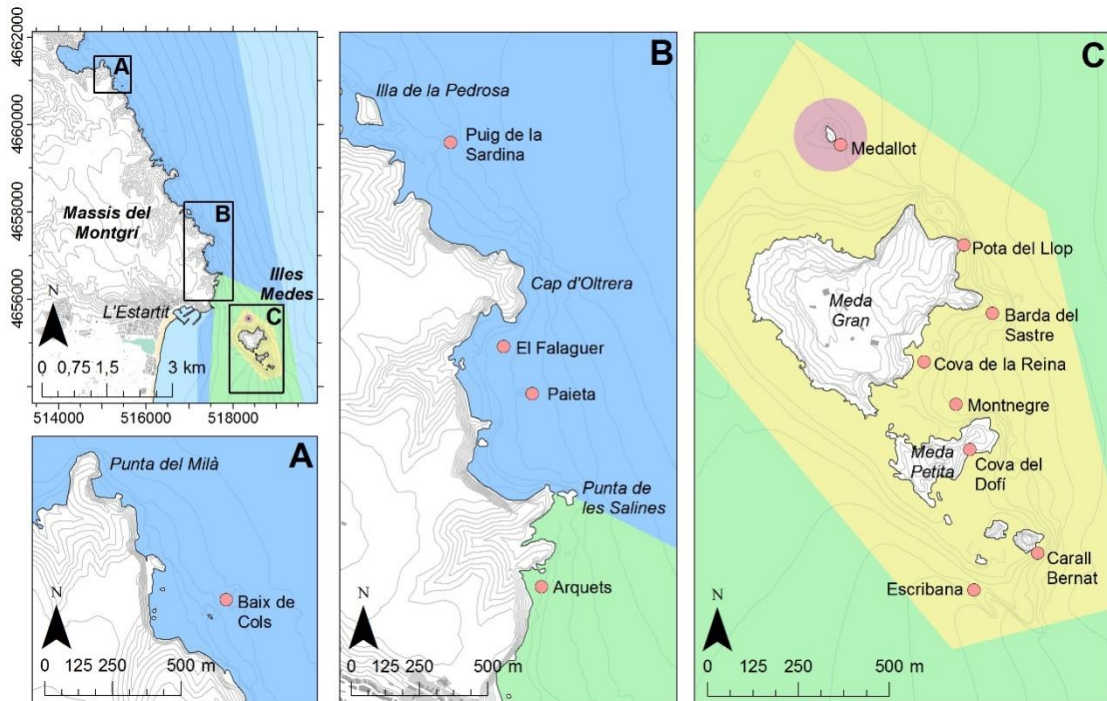 4662000
4660000
4658000
4656000
A
B
C
Massis del
Montgrí
Illes
Medes
L'Estartit
N
0 0,75 1,5 3 km
514000 516000 518000
A
Punta del Milà
Baix de
Cols
N
0 125 250 500 m
B
Illa de la Pedrosa
Puig de la
Sardina
Cap d'Oltrera
El Falaguer
Paieta
Punta de
les Salines
Arquets
N
0 125 250 500 m
C
Medallot
Pota del Llop
Meda
Gran
Barda del
Sastre
Cova de la Reina
Montnegre
Meda
Petita
Cova del
Dofí
Carall
Bernat
Escribana
N
0 125 250 500 m